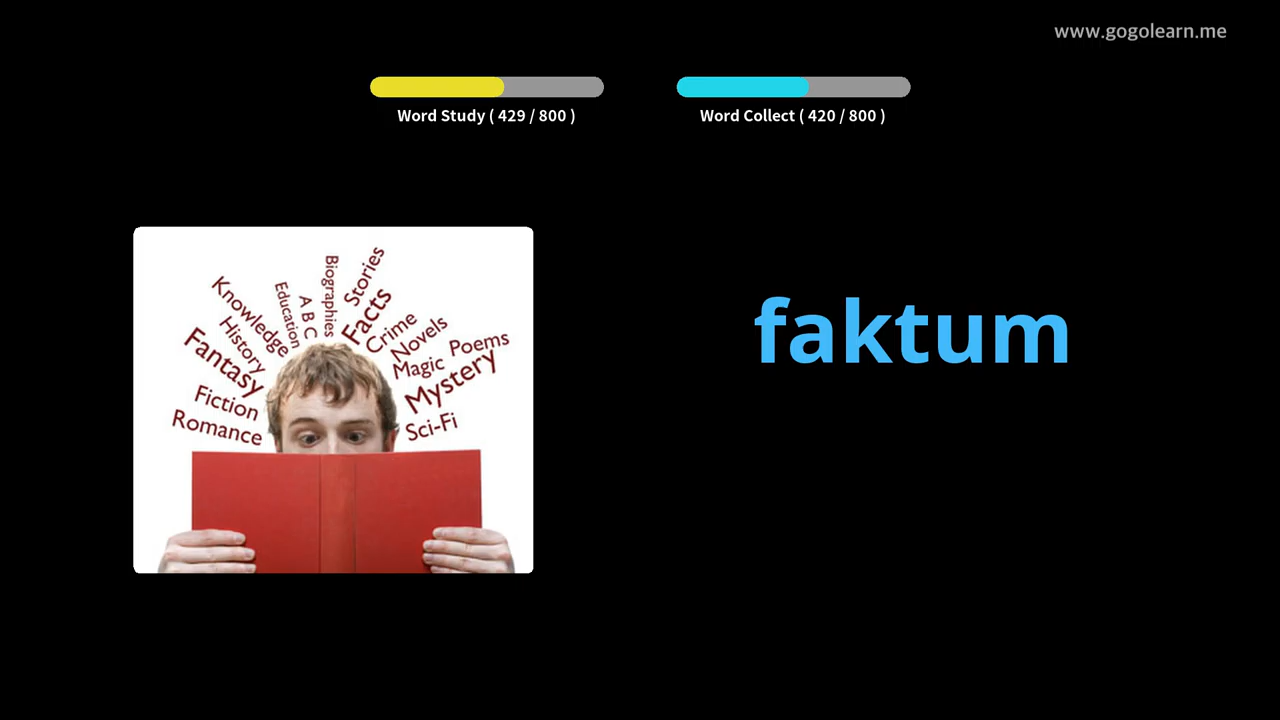 www.gogolearn.me
Word Study ( 429 / 800 )
Word Collect ( 420 / 800 )
faktum
Biographies
Stories
Education
A B C
Facts
Knowledge
Crime
History
Novels
Poems
Fantasy
Magic
Mystery
Fiction
Romance
Sci-Fi